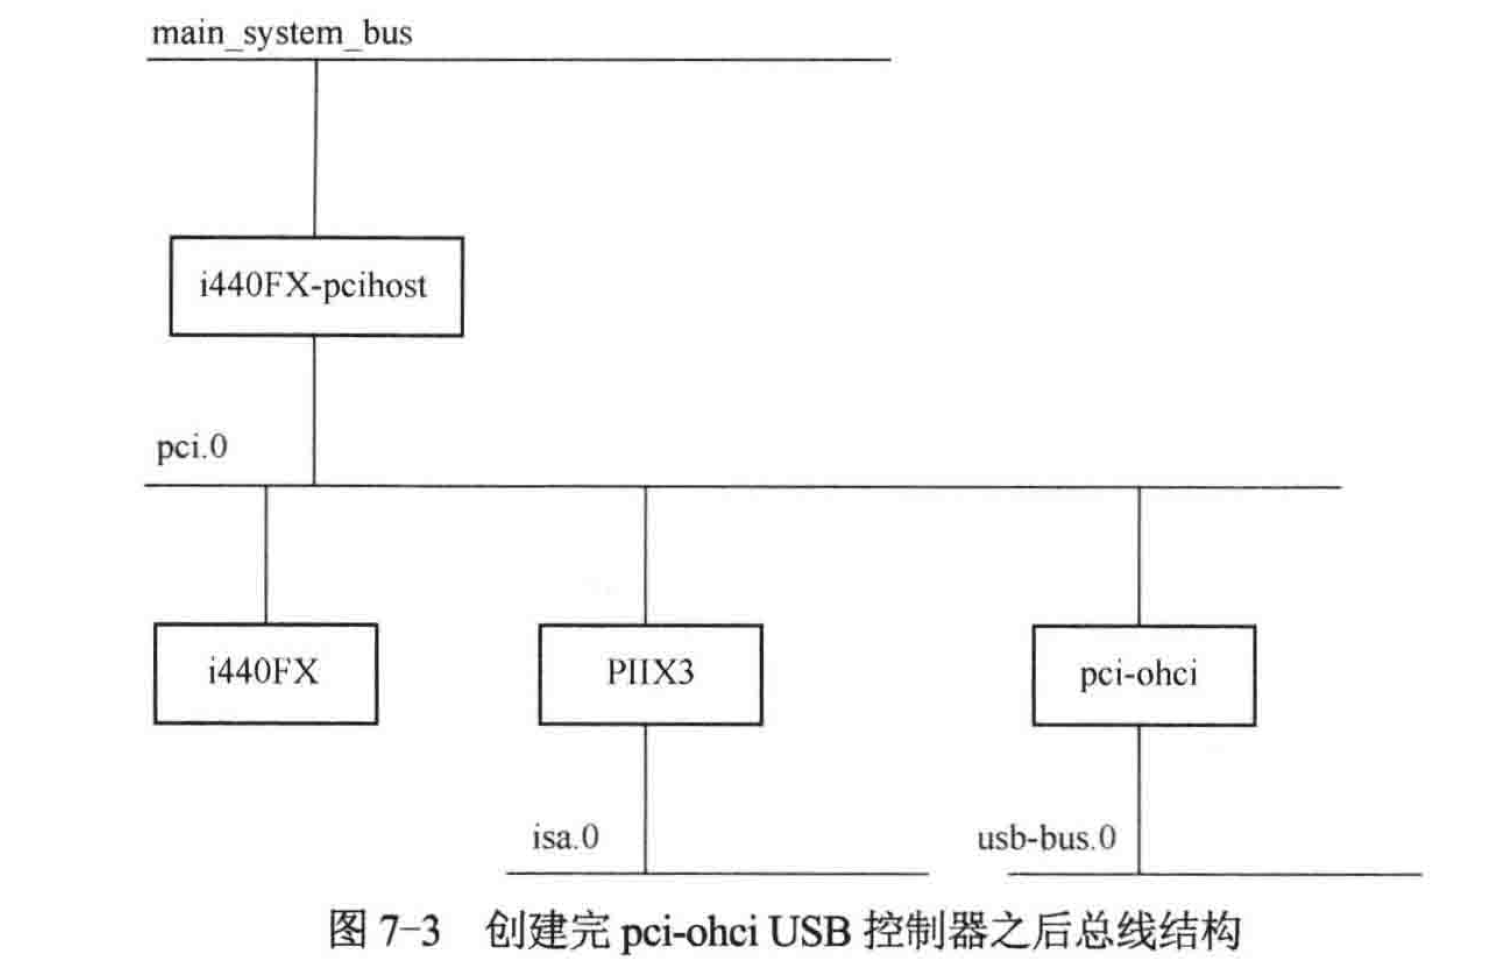 main_system_bus
i440FX-pcihost
pci.0
i440FX
PIIX3
pci-ohci
isa.0
usb-bus.0
图 7-3 创建完 pci-ohci USB 控制器之后总线结构